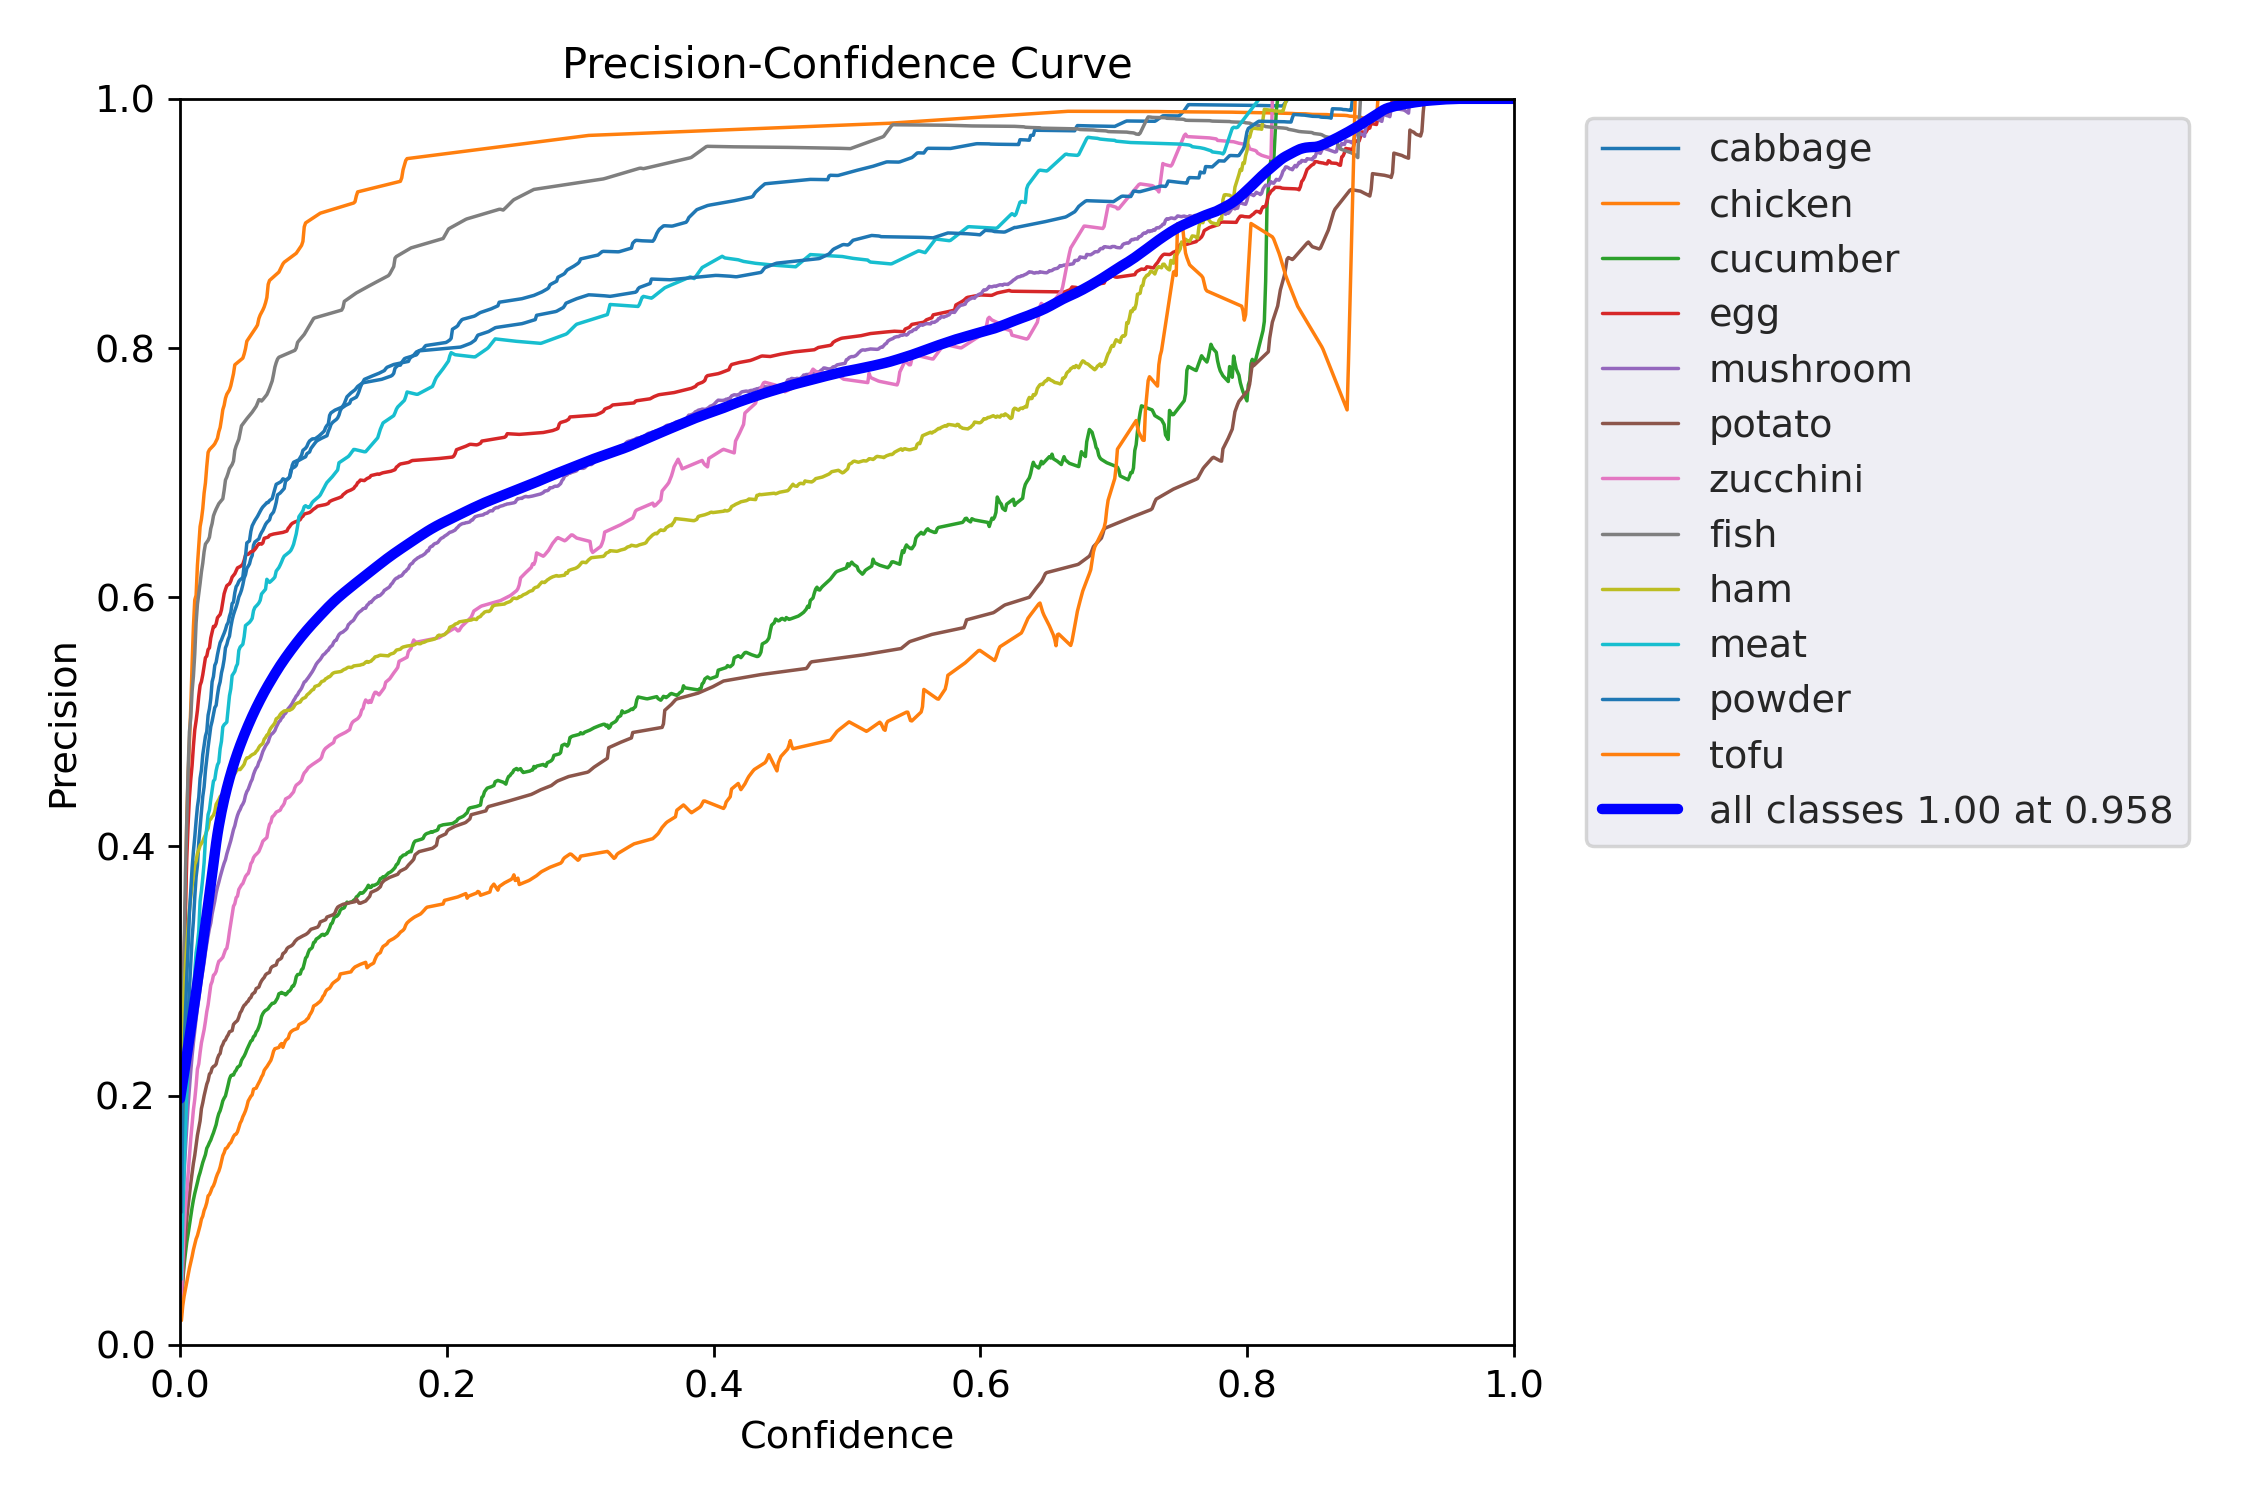 Precision-Confidence Curve
1.0
0.8
0.6
0.4
0.2
0.0
Precision
0.0 0.2 0.4 0.6 0.8 1.0
Confidence
cabbage
chicken
cucumber
egg
mushroom
potato
zucchini
fish
ham
meat
powder
tofu
all classes 1.00 at 0.958